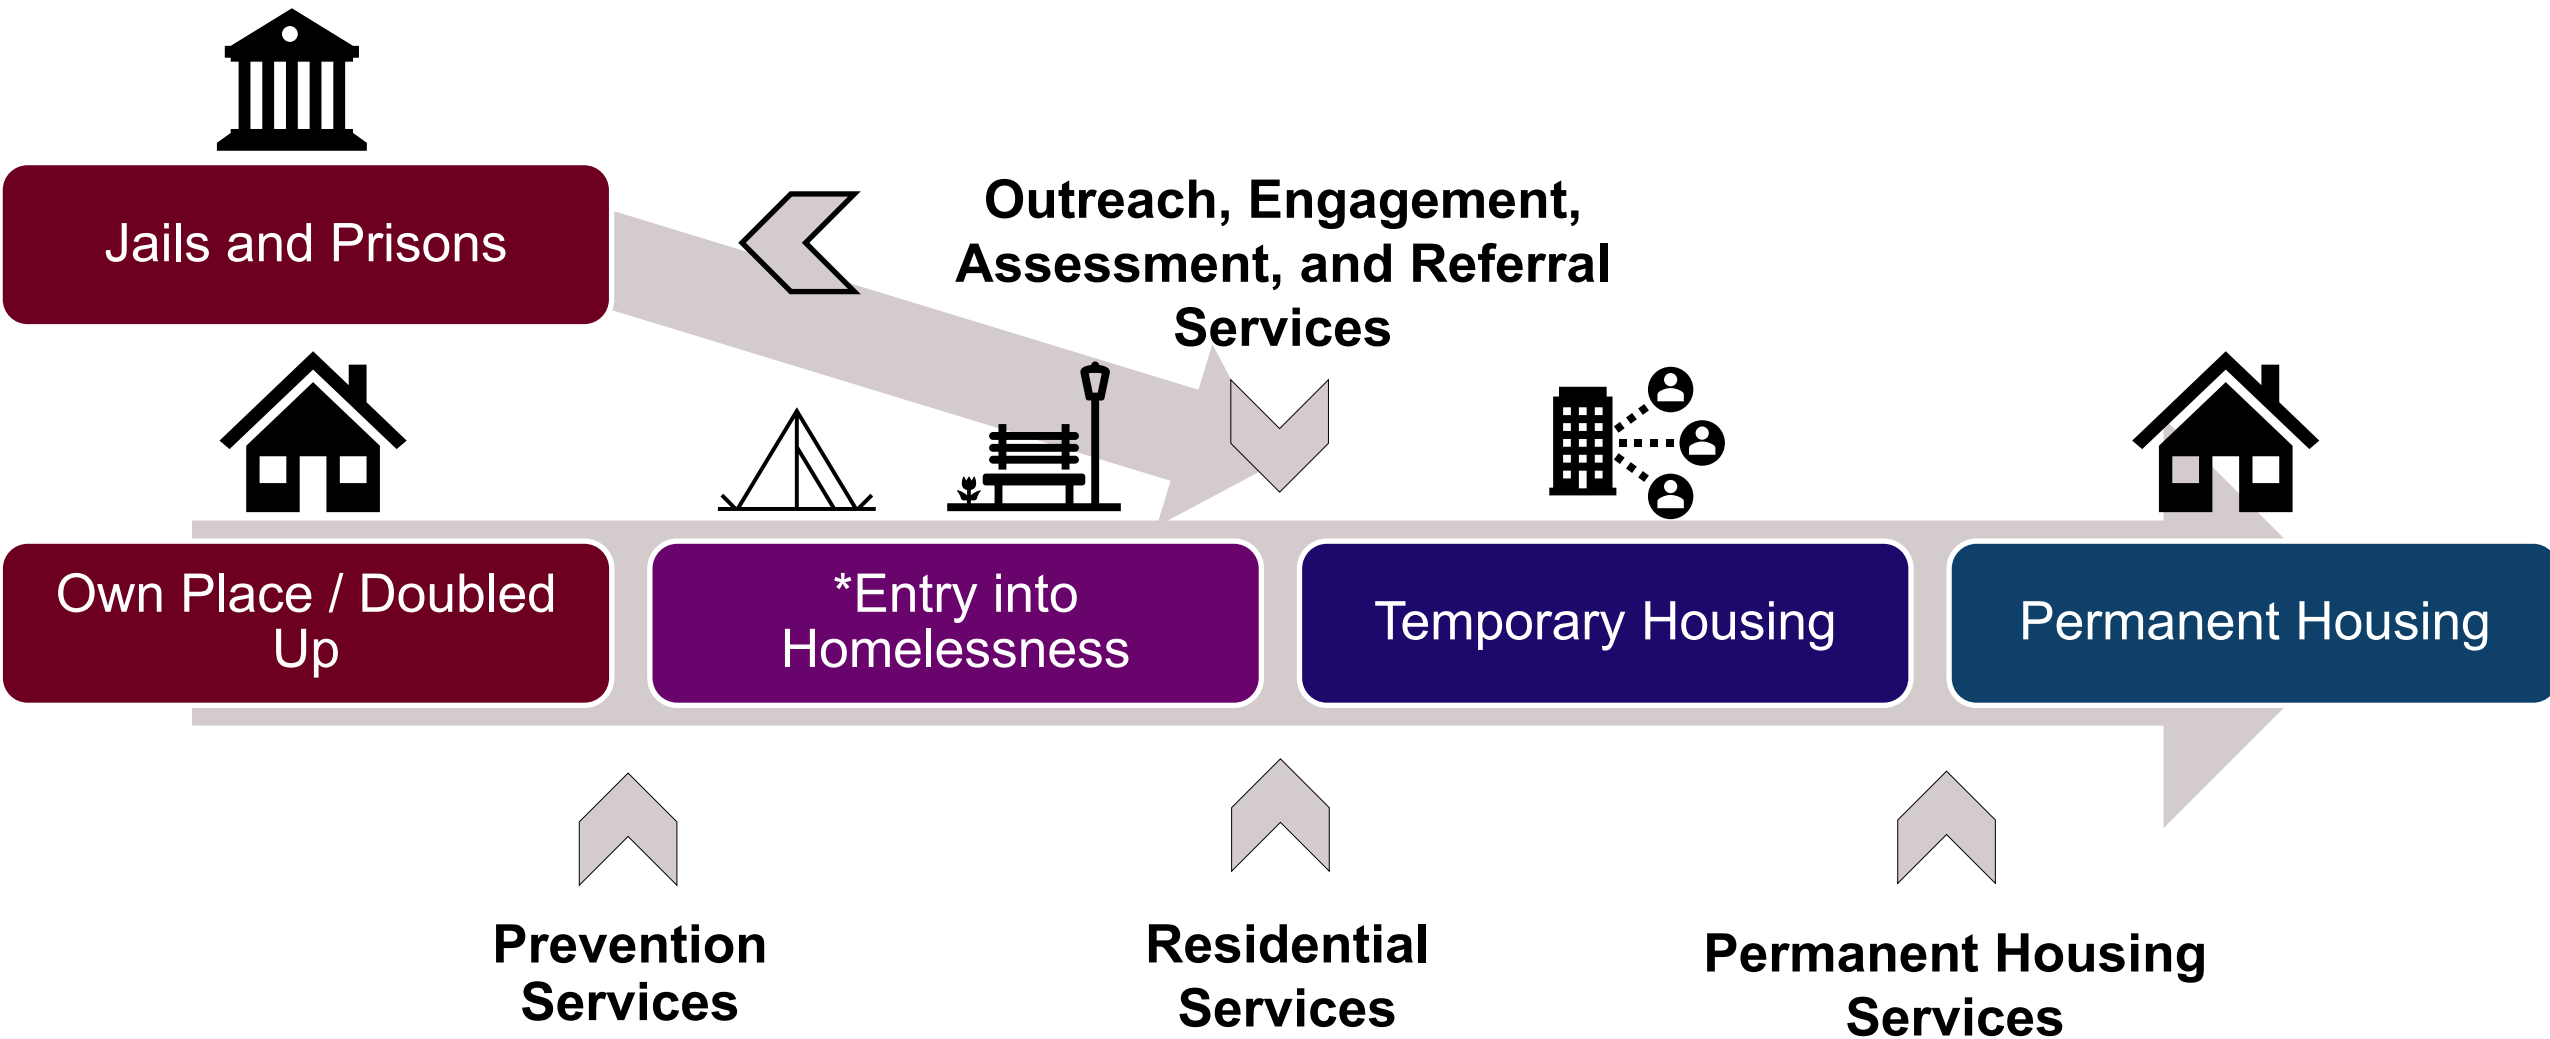 Jails and Prisons
Outreach, Engagement,
Assessment, and Referral
Services
Own Place / Doubled
Up
*Entry into
Homelessness
Temporary Housing
Permanent Housing
Prevention
Services
Residential
Services
Permanent Housing
Services